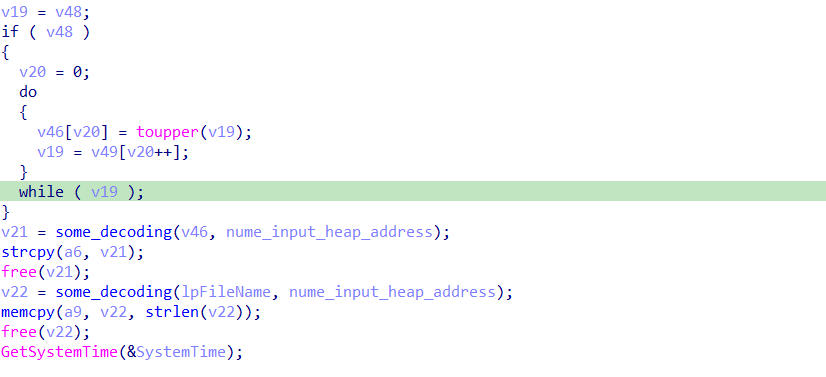 v19 = v48;
if ( v48 )
{
  v20 = 0;
  do
  {
    v46[v20] = toupper(v19);
    v19 = v49[v20++];
  }
  while ( v19 );
}
v21 = some_decoding(v46, nume_input_heap_address);
strcpy(a6, v21);
free(v21);
v22 = some_decoding(lpFileName, nume_input_heap_address);
memcpy(a9, v22, strlen(v22));
free(v22);
GetSystemTime(&SystemTime);